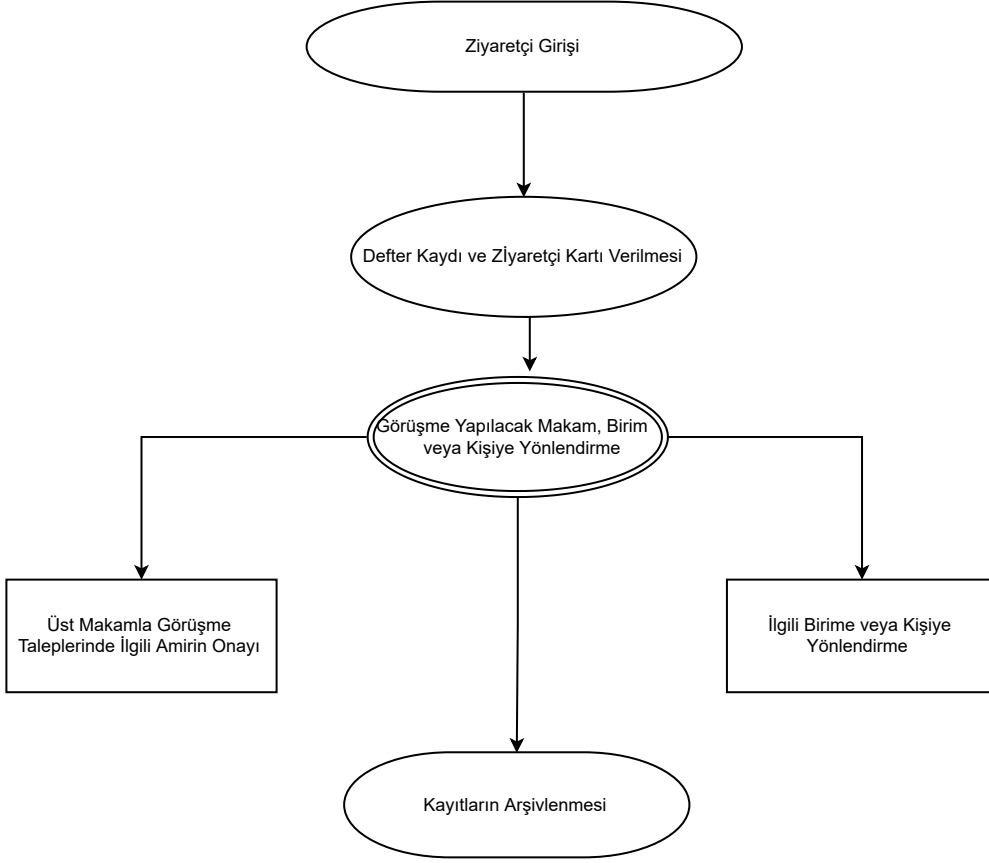 Ziyaretçi Girişi
Defter Kaydı ve Zİyaretçi Kartı Verilmesi
Görüşme Yapılacak Makam, Birim
veya Kişiye Yönlendirme
Üst Makamla Görüşme
Taleplerinde İlgili Amirin Onayı
İlgili Birime veya Kişiye
Yönlendirme
Kayıtların Arşivlenmesi